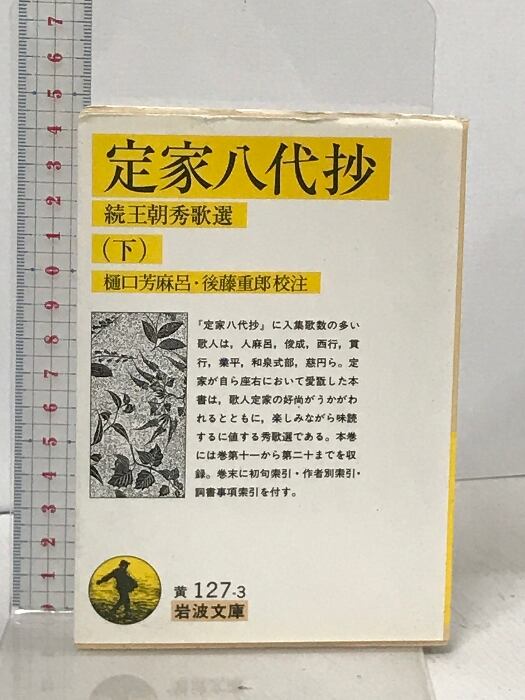 定家八代抄
続王朝秀歌選
(下)
樋口芳麻呂・後藤重郎校注
『定家八代抄』に入集歌数の多い
歌人は,人麻呂,俊成,西行,貫
行,業平,和泉式部,慈円ら。定
家が自ら座右において愛翫した本
書は,歌人定家の好尚がうかがわ
れるとともに,楽しみながら味読
するに値する秀歌選である。本巻
には巻第十一から第二十までを収
録。巻末に初句索引・作者別索引・
詞書事項索引を付す。
黄 127-3
岩波文庫